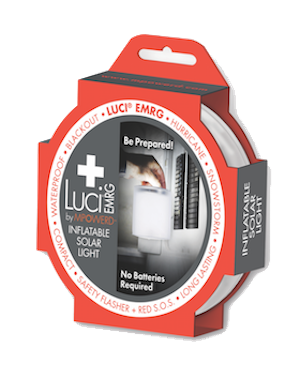 WATERPROOF • BLACKOUT • LUCI® EMRG • HURRICANE • SNOWSTORM
COMPACT • SAFETY FLASHER + RED S.O.S. • LONG LASTING
Be Prepared!
Luci EMRG
by MPOWERD®
INFLATABLE
SOLAR
LIGHT
No Batteries
Required
INFLATABLE
SOLAR
LIGHT